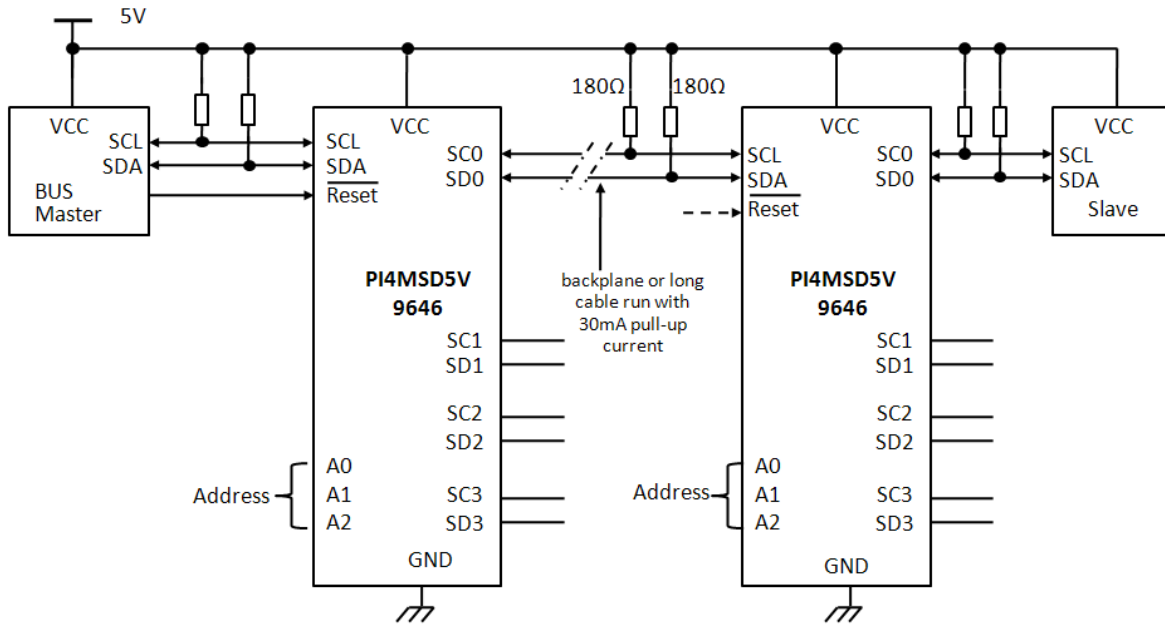 5V
VCC
SCL
SDA
BUS
Master
VCC
SCL
SDA
Reset
SC0
SD0
PI4MSD5V
9646
SC1
SD1
SC2
SD2
SC3
SD3
A0
A1
A2
Address
GND
180Ω
180Ω
backplane or long
cable run with
30mA pull-up
current
VCC
SCL
SDA
Reset
SC0
SD0
PI4MSD5V
9646
SC1
SD1
SC2
SD2
SC3
SD3
A0
A1
A2
Address
GND
VCC
SCL
SDA
Slave